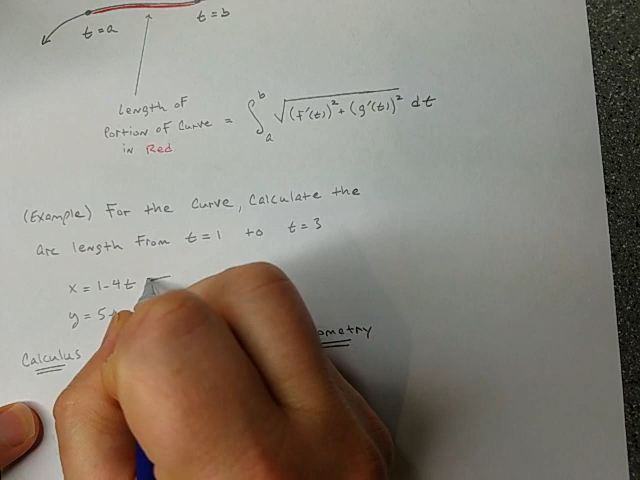 t=a
t=b
Length of
Portion of Curve = ∫ₐᵇ √(f'(t))² + (g'(t))² dt
in Red
(Example) For the Curve, Calculate the
arc length from t=1 to t=3
x = 1-4t
y = 5
Calculus